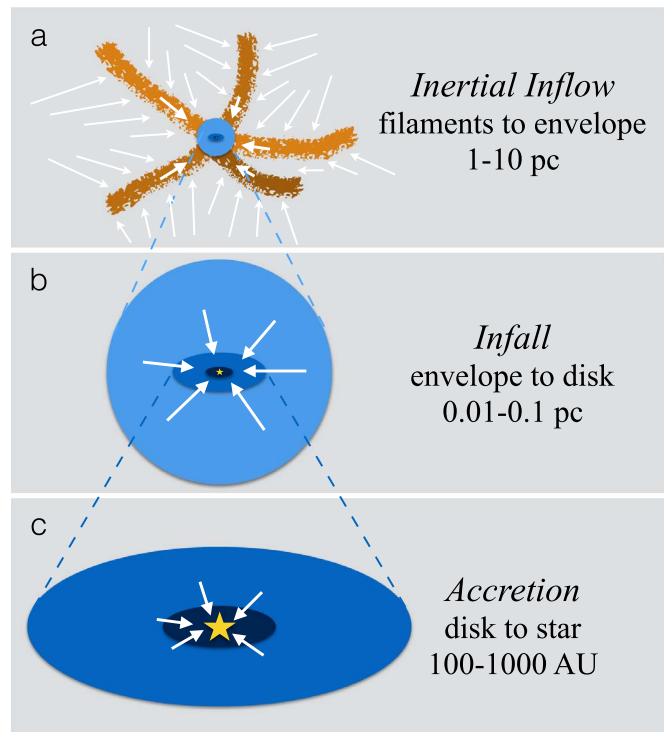 a
Inertial Inflow
filaments to envelope
1-10 pc
b
Infall
envelope to disk
0.01-0.1 pc
c
Accretion
disk to star
100-1000 AU